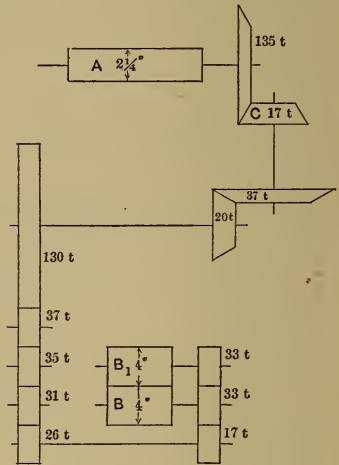 135 t
A 2¼"
C 17 t
37 t
20t
130 t
37 t
35 t
B₁ 4"
33 t
31 t
B 4"
33 t
26 t
17 t